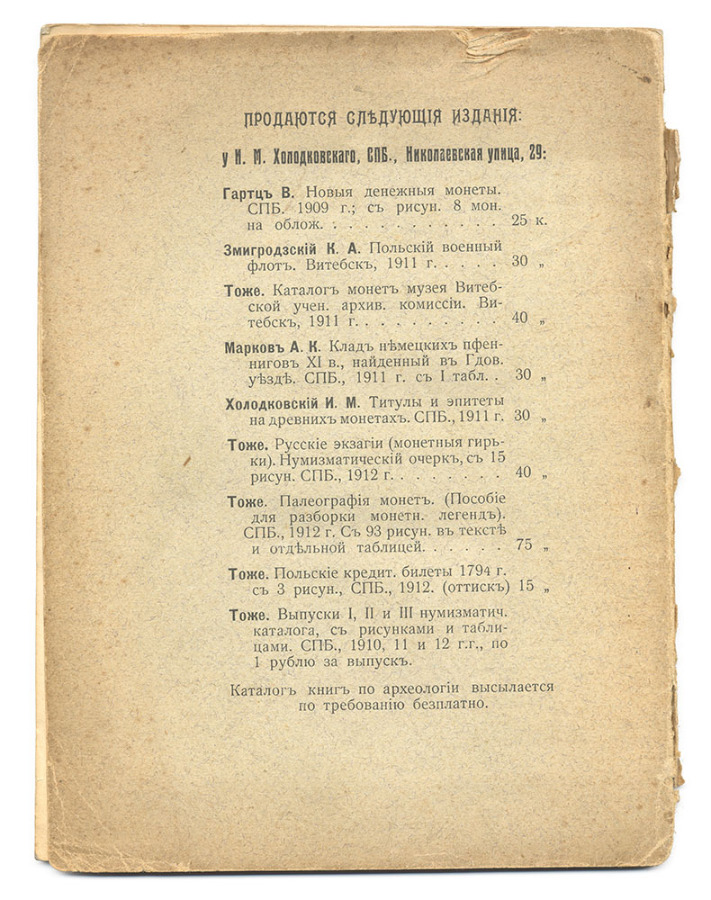 ПРОДАЮТСЯ СЛѢДУЮЩІЯ ИЗДАНІЯ:
у И. М. Холодковскаго, СПБ., Николаевская улица, 29:
Гартцъ В. Новыя денежныя монеты.
СПБ. 1909 г.; съ рисун. 8 мон.
на облож. . . . . . . . . . . . 25 к.
Змигродзскій К. А. Польскій военный
флотъ. Витебскъ, 1911 г. . . . . 30 „
Тоже. Каталогъ монетъ музея Витеб-
ской учен. архив. комиссіи. Ви-
тебскъ, 1911 г. . . . . . . . . . 40 „
Марковъ А. К. Кладъ нѣмецкихъ пфен-
ниговъ XI в., найденный въ Гдов.
уѣздѣ. СПБ., 1911 г. съ I табл. . 30 „
Холодковскій И. М. Титулы и эпитеты
на древнихъ монетахъ. СПБ., 1911 г. 30 „
Тоже. Русскіе экзагіи (монетныя гирь-
ки). Нумизматическій очеркъ, съ 15
рисун. СПБ., 1912 г. . . . . . . . 40 „
Тоже. Палеографія монетъ. (Пособіе
для разборки монетн. легендъ).
СПБ., 1912 г. Съ 93 рисун. въ текстѣ
и отдѣльной таблицей. . . . . . 75 „
Тоже. Польскіе кредит. билеты 1794 г.
съ 3 рисун., СПБ., 1912. (оттискъ) 15 „
Тоже. Выпуски I, II и III нумизматич.
каталога, съ рисунками и табли-
цами. СПБ., 1910, 11 и 12 г.г., по
1 рублю за выпускъ.
Каталогъ книгъ по археологіи высылается
по требованію безплатно.